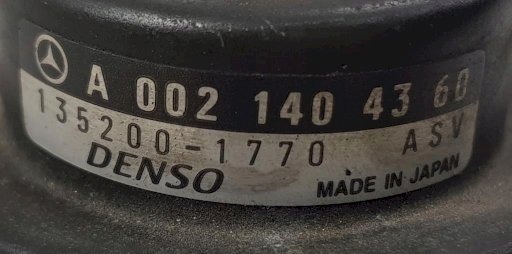 A 002 140 43 60
135200-1770 ASV
DENSO MADE IN JAPAN